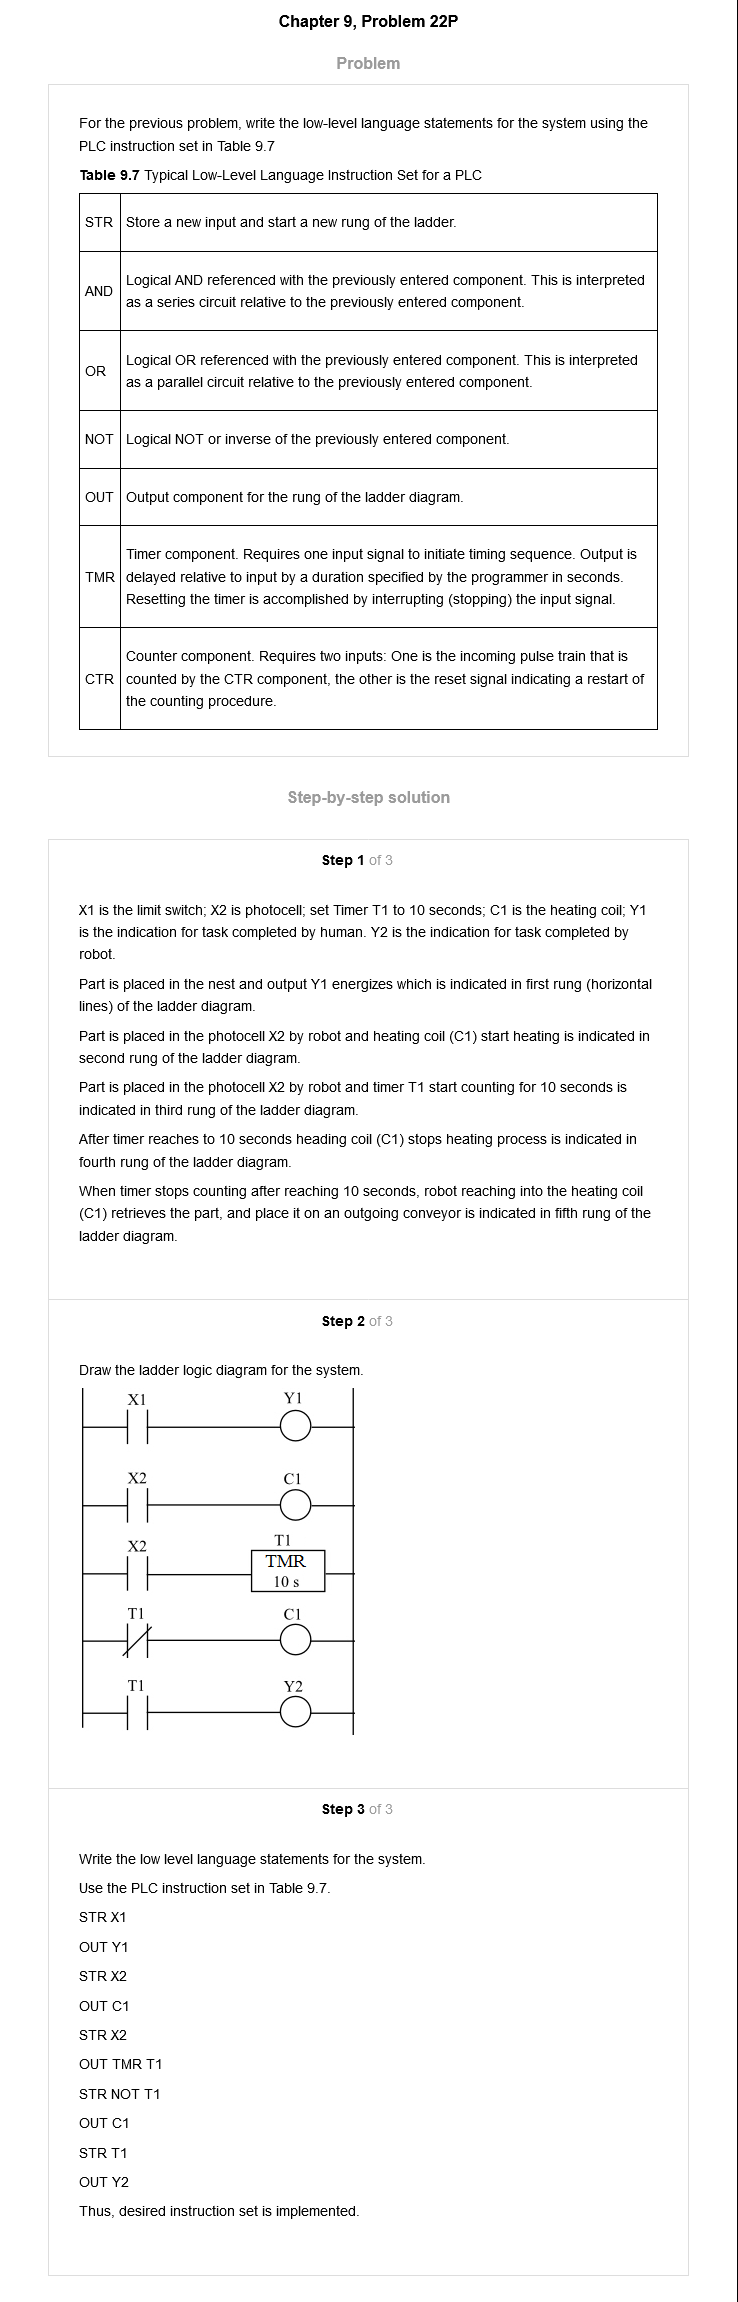 Chapter 9, Problem 22P
Problem
For the previous problem, write the low-level language statements for the system using the
PLC instruction set in Table 9.7
Table 9.7 Typical Low-Level Language Instruction Set for a PLC
STR Store a new input and start a new rung of the ladder.
AND Logical AND referenced with the previously entered component. This is interpreted
as a series circuit relative to the previously entered component.
OR Logical OR referenced with the previously entered component. This is interpreted
as a parallel circuit relative to the previously entered component.
NOT Logical NOT or inverse of the previously entered component.
OUT Output component for the rung of the ladder diagram.
TMR Timer component. Requires one input signal to initiate timing sequence. Output is
delayed relative to input by a duration specified by the programmer in seconds.
Resetting the timer is accomplished by interrupting (stopping) the input signal.
CTR Counter component. Requires two inputs: One is the incoming pulse train that is
counted by the CTR component, the other is the reset signal indicating a restart of
the counting procedure.
Step-by-step solution
Step 1 of 3
X1 is the limit switch; X2 is photocell; set Timer T1 to 10 seconds; C1 is the heating coil; Y1
is the indication for task completed by human. Y2 is the indication for task completed by
robot.
Part is placed in the nest and output Y1 energizes which is indicated in first rung (horizontal
lines) of the ladder diagram.
Part is placed in the photocell X2 by robot and heating coil (C1) start heating is indicated in
second rung of the ladder diagram.
Part is placed in the photocell X2 by robot and timer T1 start counting for 10 seconds is
indicated in third rung of the ladder diagram.
After timer reaches to 10 seconds heading coil (C1) stops heating process is indicated in
fourth rung of the ladder diagram.
When timer stops counting after reaching 10 seconds, robot reaching into the heating coil
(C1) retrieves the part, and place it on an outgoing conveyor is indicated in fifth rung of the
ladder diagram.
Step 2 of 3
Draw the ladder logic diagram for the system.
X1 Y1
X2 C1
X2 T1
TMR
10 s
T1 C1
T1 Y2
Step 3 of 3
Write the low level language statements for the system.
Use the PLC instruction set in Table 9.7.
STR X1
OUT Y1
STR X2
OUT C1
STR X2
OUT TMR T1
STR NOT T1
OUT C1
STR T1
OUT Y2
Thus, desired instruction set is implemented.